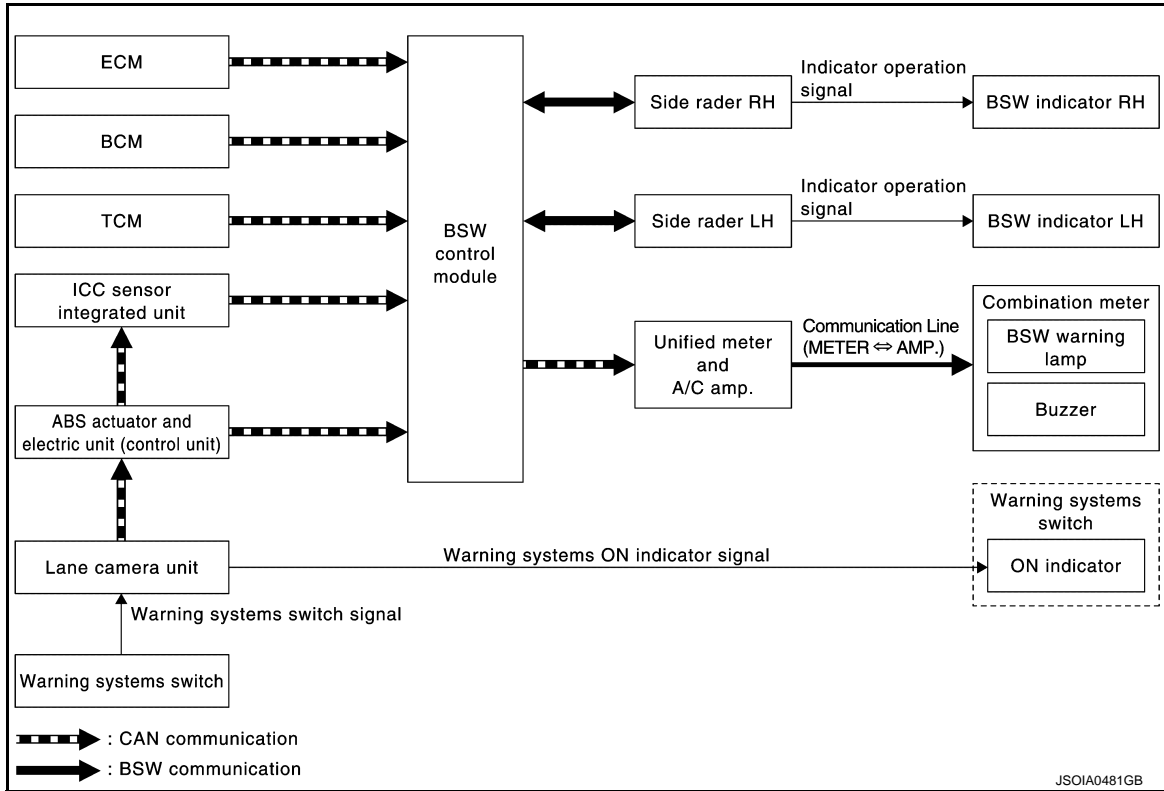 ECM
BCM
TCM
ICC sensor
integrated unit
ABS actuator and
electric unit (control unit)
Lane camera unit
Warning systems switch signal
Warning systems switch
BSW
control
module
Side rader RH
Indicator operation
signal
BSW indicator RH
Side rader LH
Indicator operation
signal
BSW indicator LH
Unified meter
and
A/C amp.
Communication Line
(METER ⇔ AMP.)
Combination meter
BSW warning
lamp
Buzzer
Warning systems ON indicator signal
Warning systems
switch
ON indicator
: CAN communication
: BSW communication
JSOIA0481GB